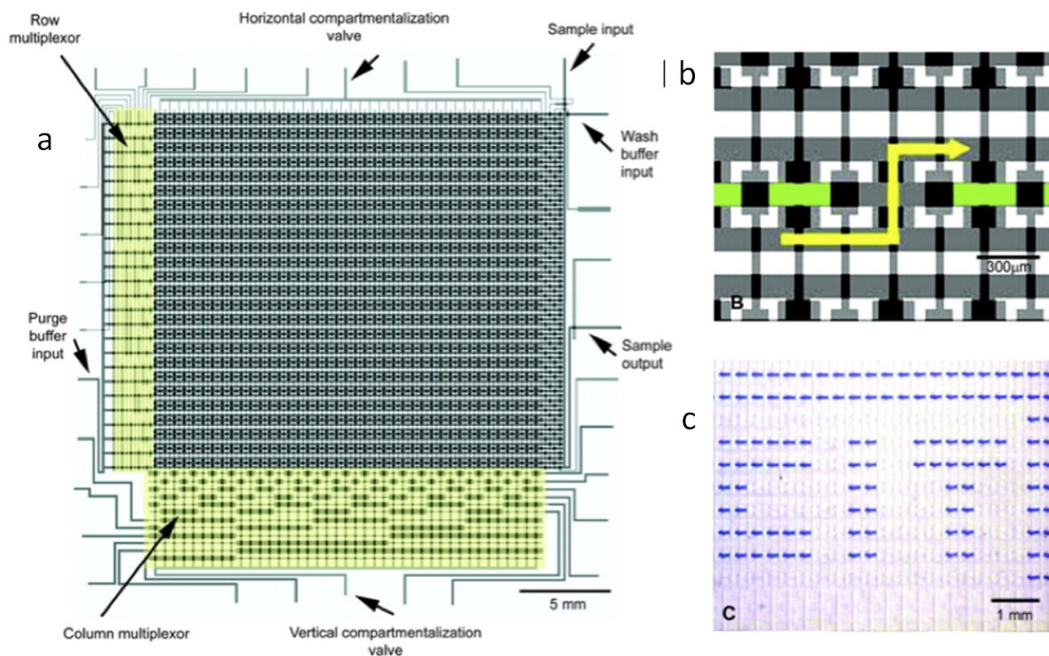 Row
multiplexor
Horizontal compartmentalization
valve
Sample input
a
Wash
buffer
input
Purge
buffer
input
Sample
output
Column multiplexor
Vertical compartmentalization
valve
5 mm
b
300μm
B
c
1 mm
C